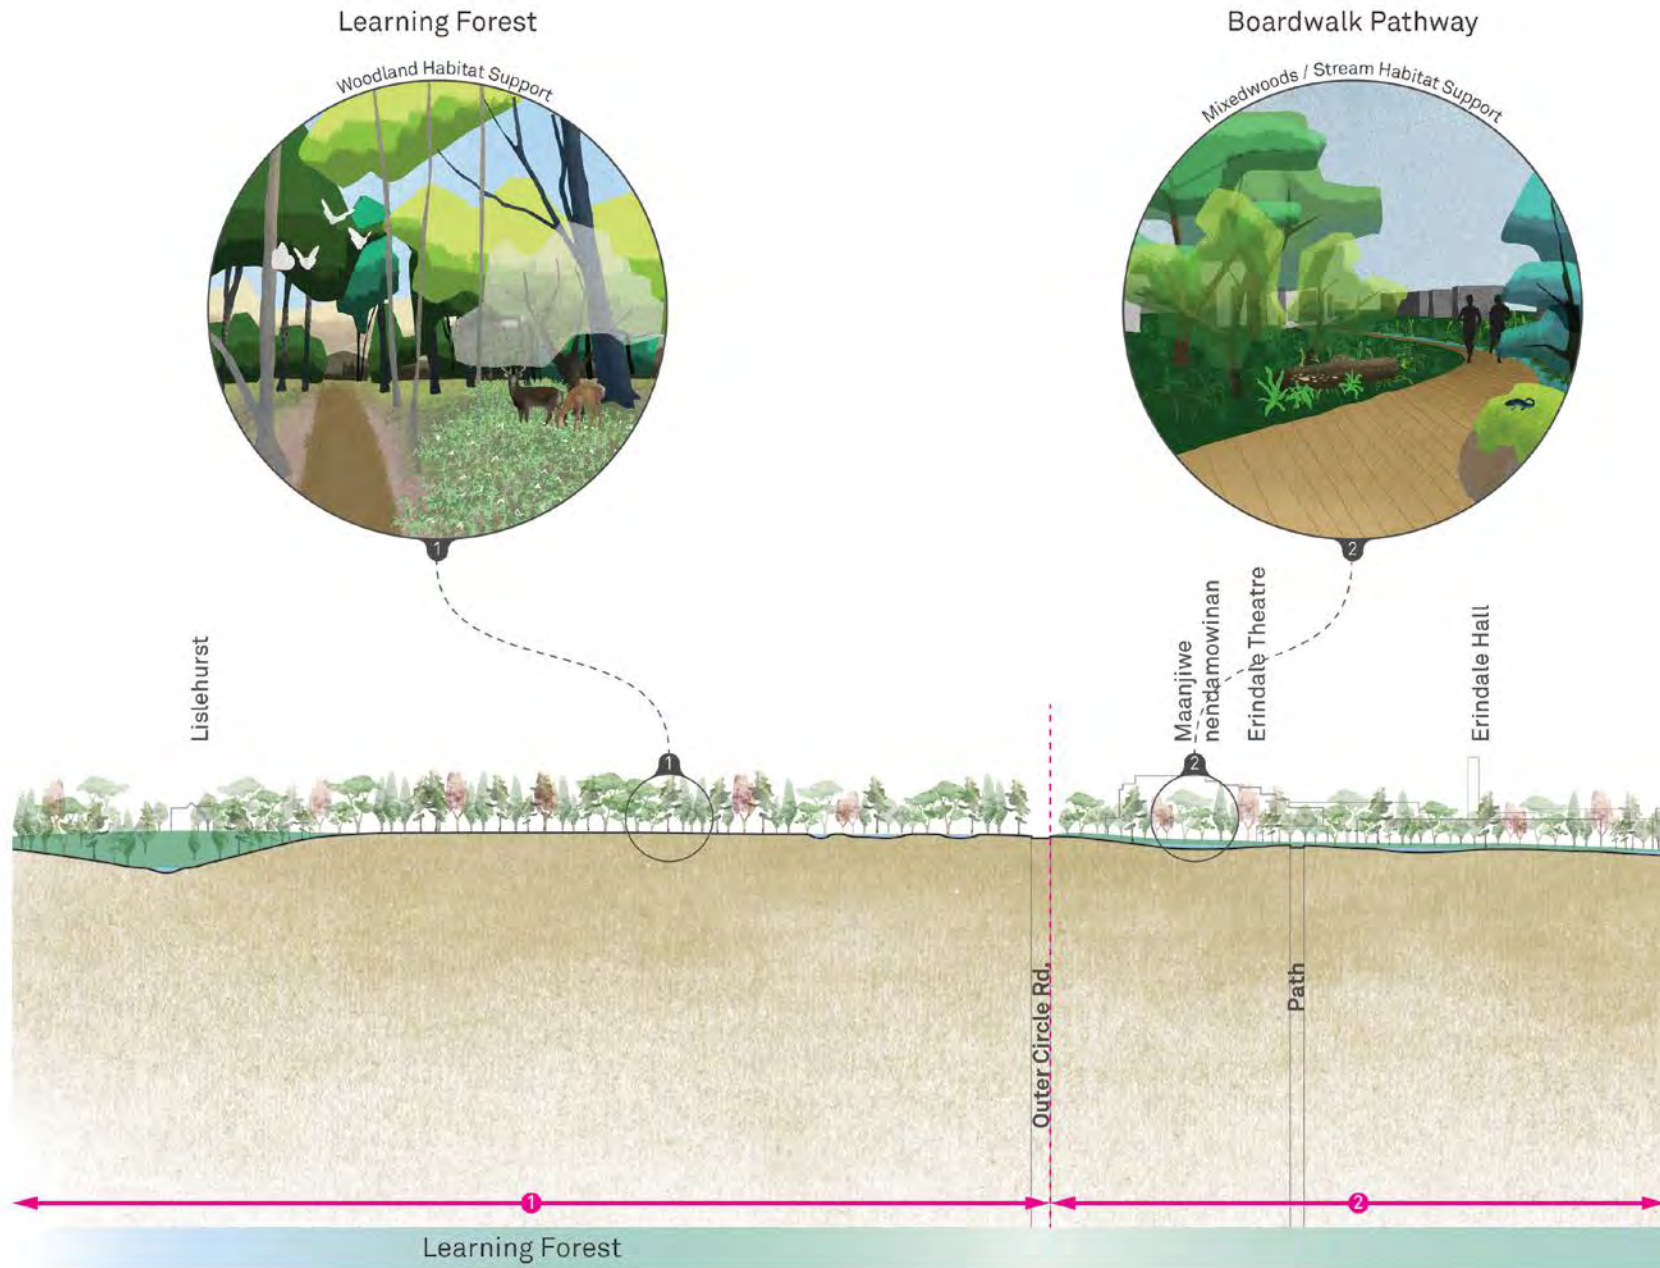 Learning Forest
Boardwalk Pathway
Woodland Habitat Support
Mixedwoods / Stream Habitat Support
1
2
Lislehurst
Maanjiwe
nendamowinan
Erindale Theatre
Erindale Hall
1
2
Outer Circle Rd.
Path
1
2
Learning Forest